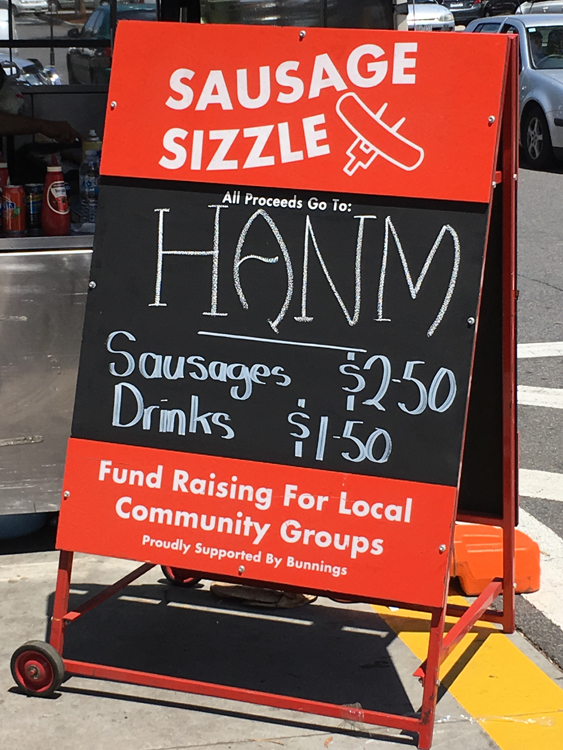 SAUSAGE
SIZZLE
All Proceeds Go To:
HANM
Sausages $2-50
Drinks $1-50
Fund Raising For Local
Community Groups
Proudly Supported By Bunnings